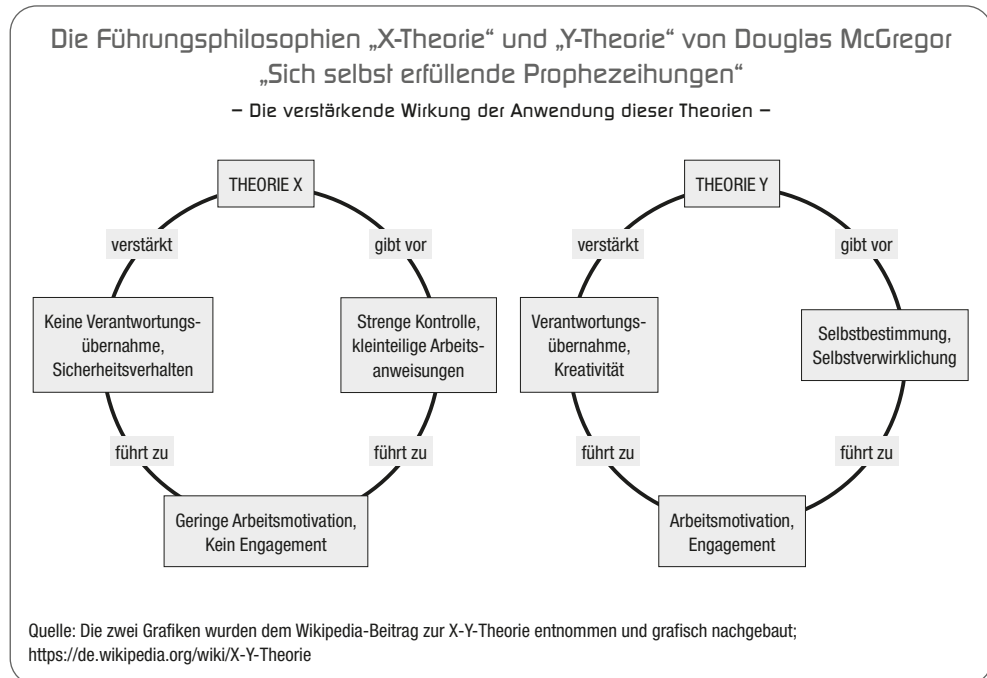 Die Führungsphilosophien „X-Theorie“ und „Y-Theorie“ von Douglas McGregor
„Sich selbst erfüllende Prophezeihungen“
– Die verstärkende Wirkung der Anwendung dieser Theorien –
THEORIE X
gibt vor
Strenge Kontrolle,
kleinteilige Arbeits-
anweisungen
führt zu
Geringe Arbeitsmotivation,
Kein Engagement
führt zu
Keine Verantwortungs-
übernahme,
Sicherheitsverhalten
verstärkt
THEORIE Y
gibt vor
Selbstbestimmung,
Selbstverwirklichung
führt zu
Arbeitsmotivation,
Engagement
führt zu
Verantwortungs-
übernahme,
Kreativität
verstärkt
Quelle: Die zwei Grafiken wurden dem Wikipedia-Beitrag zur X-Y-Theorie entnommen und grafisch nachgebaut;
https://de.wikipedia.org/wiki/X-Y-Theorie